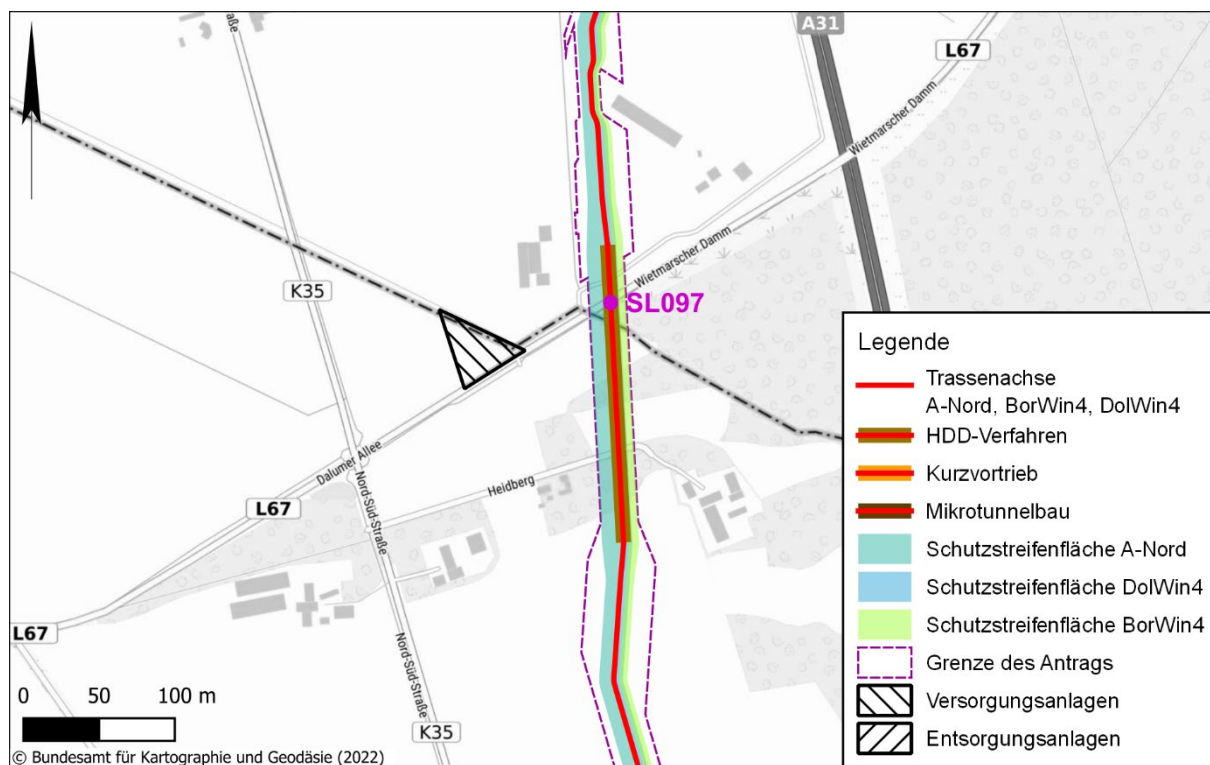 Straße
A31
L67
Wietmarscher Damm
Wietmarscher Damm
SL097
K35
Dalumer Allee
Nord-Süd-Straße
Heidberg
L67
L67
Nord-Süd-Straße
K35
0 50 100 m
© Bundesamt für Kartographie und Geodäsie (2022)
Legende
Trassenachse
A-Nord, BorWin4, DolWin4
HDD-Verfahren
Kurzvortrieb
Mikrotunnelbau
Schutzstreifenfläche A-Nord
Schutzstreifenfläche DolWin4
Schutzstreifenfläche BorWin4
Grenze des Antrags
Versorgungsanlagen
Entsorgungsanlagen